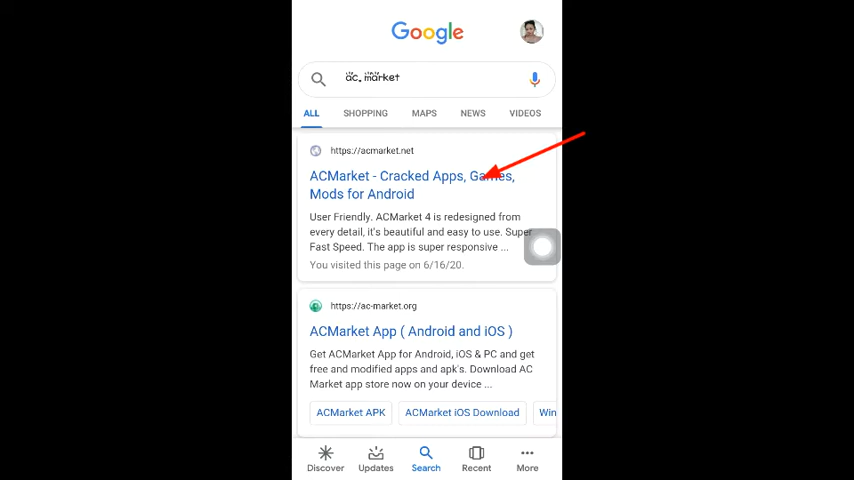 Google
ac. market
ALL SHOPPING MAPS NEWS VIDEOS
https://acmarket.net
ACMarket - Cracked Apps, Games,
Mods for Android
User Friendly. ACMarket 4 is redesigned from
every detail, it's beautiful and easy to use. Super
Fast Speed. The app is super responsive ...
You visited this page on 6/16/20.
https://ac-market.org
ACMarket App ( Android and iOS )
Get ACMarket App for Android, iOS & PC and get
free and modified apps and apk's. Download AC
Market app store now on your device ...
ACMarket APK ACMarket iOS Download Win
Discover Updates Search Recent More